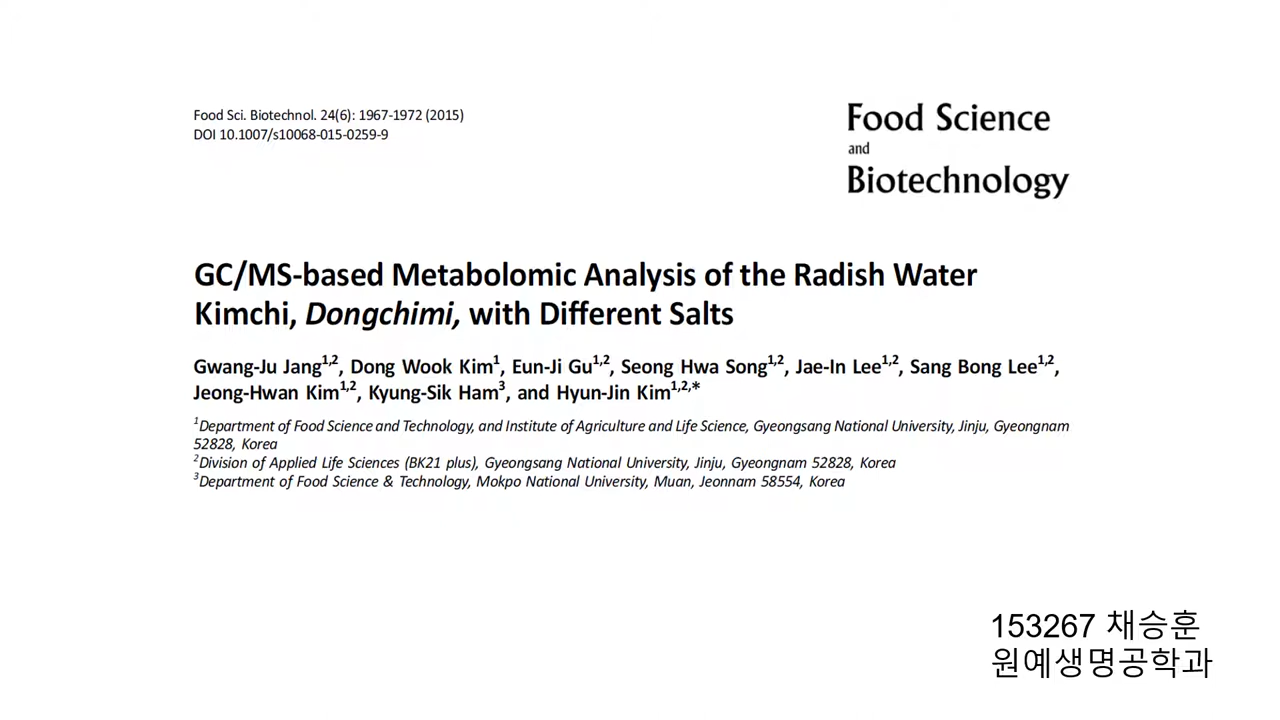 Food Sci. Biotechnol. 24(6): 1967-1972 (2015)
DOI 10.1007/s10068-015-0259-9
Food Science
and
Biotechnology
GC/MS-based Metabolomic Analysis of the Radish Water
Kimchi, Dongchimi, with Different Salts
Gwang-Ju Jang1,2, Dong Wook Kim1, Eun-Ji Gu1,2, Seong Hwa Song1,2, Jae-In Lee1,2, Sang Bong Lee1,2,
Jeong-Hwan Kim1,2, Kyung-Sik Ham3, and Hyun-Jin Kim1,2,*
1Department of Food Science and Technology, and Institute of Agriculture and Life Science, Gyeongsang National University, Jinju, Gyeongnam
52828, Korea
2Division of Applied Life Sciences (BK21 plus), Gyeongsang National University, Jinju, Gyeongnam 52828, Korea
3Department of Food Science & Technology, Mokpo National University, Muan, Jeonnam 58554, Korea
153267 채승훈
원예생명공학과